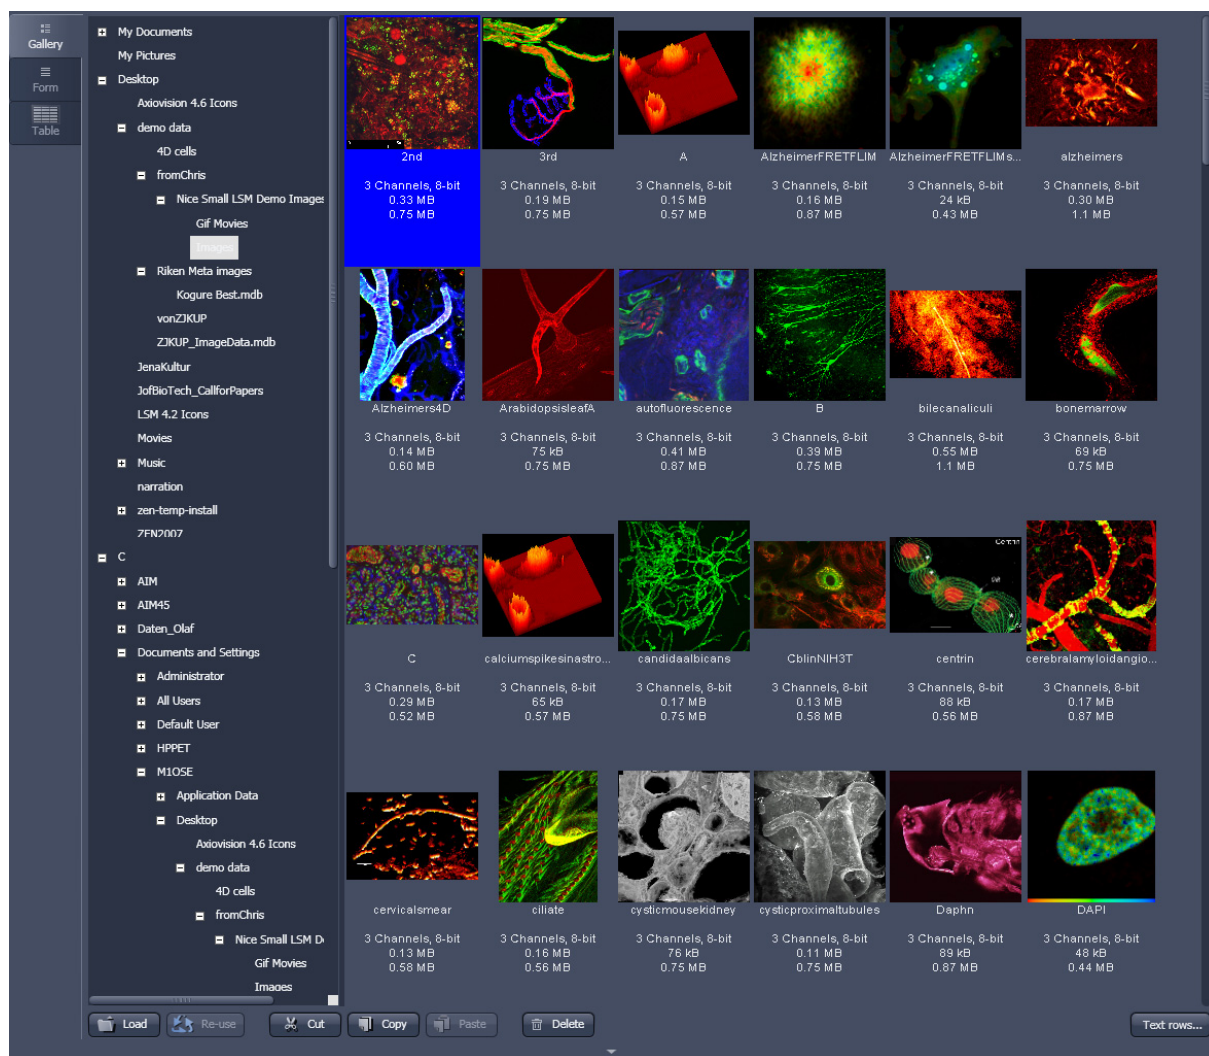 Gallery
Form
Table
My Documents
My Pictures
Desktop
Axiovision 4.6 Icons
demo data
4D cells
fromChris
Nice Small LSM Demo Images
Gif Movies
Images
Riken Meta images
Kogure Best.mdb
vonZJKUP
ZJKUP_ImageData.mdb
JenaKultur
JofBioTech_CallforPapers
LSM 4.2 Icons
Movies
Music
narration
zen-temp-install
ZEN2007
C
AIM
AIM45
Daten_Olaf
Documents and Settings
Administrator
All Users
Default User
HPPET
M1OSE
Application Data
Desktop
Axiovision 4.6 Icons
demo data
4D cells
fromChris
Nice Small LSM D
Gif Movies
Images
2nd 3rd A AlzheimerFRETFLIM AlzheimerFRETFLIMs... alzheimers
3 Channels, 8-bit 3 Channels, 8-bit 3 Channels, 8-bit 3 Channels, 8-bit 3 Channels, 8-bit 3 Channels, 8-bit
0.33 MB 0.19 MB 0.15 MB 0.16 MB 24 kB 0.30 MB
0.75 MB 0.75 MB 0.57 MB 0.87 MB 0.43 MB 1.1 MB
Alzheimers4D ArabidopsisleafA autofluorescence B bilecanaliculi bonemarrow
3 Channels, 8-bit 3 Channels, 8-bit 3 Channels, 8-bit 3 Channels, 8-bit 3 Channels, 8-bit 3 Channels, 8-bit
0.14 MB 75 kB 0.41 MB 0.39 MB 0.55 MB 69 kB
0.60 MB 0.75 MB 0.87 MB 0.75 MB 1.1 MB 0.75 MB
Centrin
C calciumspikesinastro... candidaalbicans CblinNIH3T centrin cerebralamyloidangio...
3 Channels, 8-bit 3 Channels, 8-bit 3 Channels, 8-bit 3 Channels, 8-bit 3 Channels, 8-bit 3 Channels, 8-bit
0.29 MB 65 kB 0.17 MB 0.13 MB 88 kB 0.17 MB
0.52 MB 0.57 MB 0.75 MB 0.58 MB 0.56 MB 0.87 MB
cervicalsmear ciliate cysticmousekidney cysticproximaltubules Daphn DAPI
3 Channels, 8-bit 3 Channels, 8-bit 3 Channels, 8-bit 3 Channels, 8-bit 3 Channels, 8-bit 3 Channels, 8-bit
0.13 MB 0.16 MB 76 kB 0.11 MB 89 kB 48 kB
0.58 MB 0.56 MB 0.75 MB 0.75 MB 0.87 MB 0.44 MB
Load Re-use Cut Copy Paste Delete Text rows...